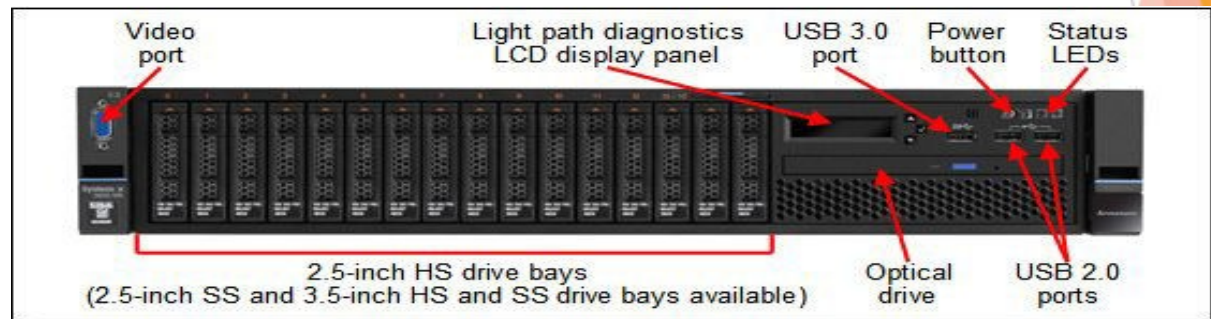 Video port
Light path diagnostics LCD display panel
USB 3.0 port
Power button
Status LEDs
2.5-inch HS drive bays
(2.5-inch SS and 3.5-inch HS and SS drive bays available)
Optical drive
USB 2.0 ports